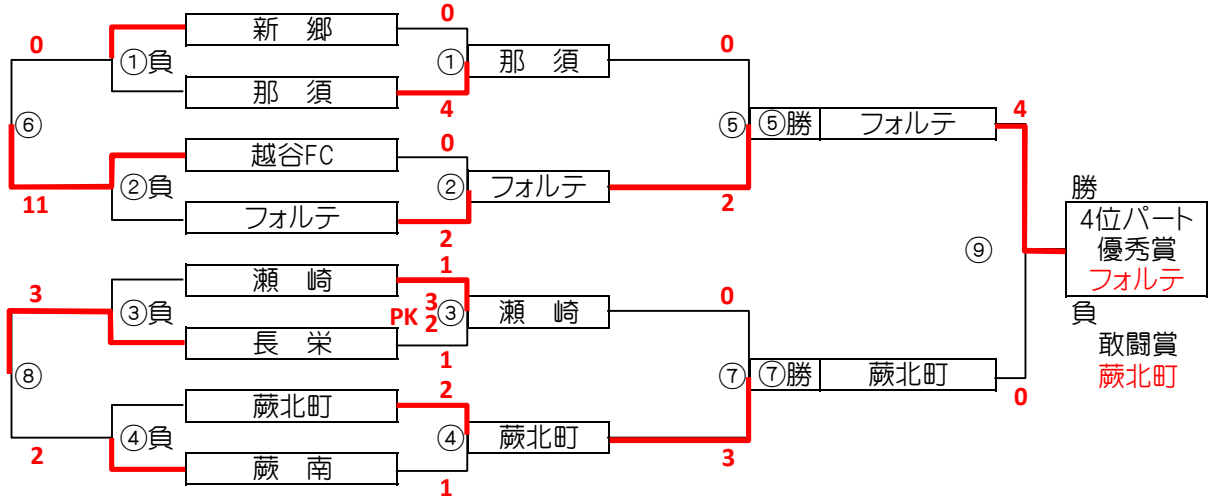 0
①負
新 郷
那 須
0
①
4
那 須
0
⑥
11
②負
越谷FC
フォルテ
0
②
2
フォルテ
2
⑤
⑤勝 フォルテ
4
3
③負
瀬 崎
長 栄
1
PK 3
2
③
1
瀬 崎
0
⑧
2
④負
蕨北町
蕨 南
2
④
1
蕨北町
3
⑦
⑦勝 蕨北町
0
⑨
勝
4位パート
優秀賞
フォルテ
負
敢闘賞
蕨北町